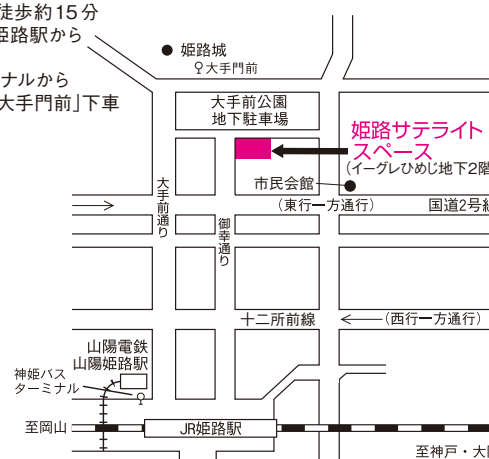 徒歩約15分
姫路駅から
ナルから
大手門前」下車
姫路城
大手門前
大手前公園
地下駐車場
姫路サテライト
スペース
(イーグレひめじ地下2階
市民会館
(東行一方通行)
国道2号線
大手前通り
御幸通り
十二所前線
(西行一方通行)
山陽電鉄
山陽姫路駅
神姫バス
ターミナル
至岡山
JR姫路駅
至神戸・大阪